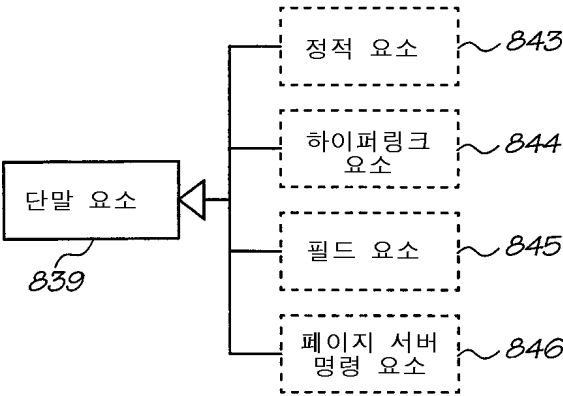 정적 요소
843
하이퍼링크
요소
844
단말 요소
839
필드 요소
845
페이지 서버
명령 요소
846